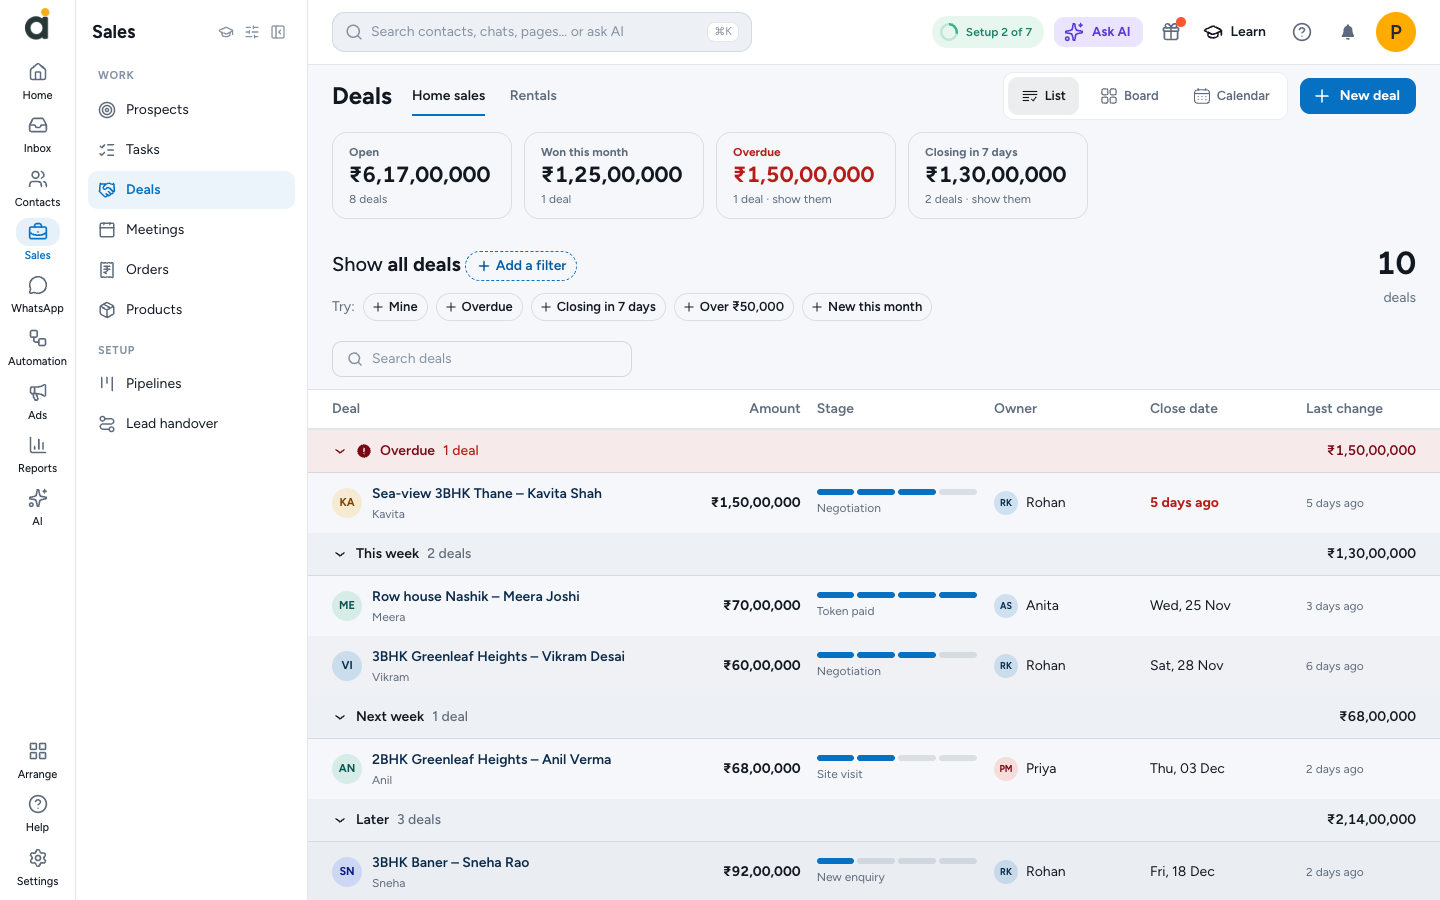 Sales
Search contacts, chats, pages... or ask AI
⌘K
Setup 2 of 7
Ask AI
Learn
P
Home
Inbox
Contacts
Sales
WhatsApp
Automation
Ads
Reports
AI
Arrange
Help
Settings
WORK
Prospects
Tasks
Deals
Meetings
Orders
Products
SETUP
Pipelines
Lead handover
Deals
Home sales
Rentals
List
Board
Calendar
New deal
Open
₹6,17,00,000
8 deals
Won this month
₹1,25,00,000
1 deal
Overdue
₹1,50,00,000
1 deal · show them
Closing in 7 days
₹1,30,00,000
2 deals · show them
Show all deals + Add a filter
10
deals
Try: + Mine + Overdue + Closing in 7 days + Over ₹50,000 + New this month
Search deals
Deal Amount Stage Owner Close date Last change
Overdue 1 deal ₹1,50,00,000
KA Sea-view 3BHK Thane – Kavita Shah
Kavita
₹1,50,00,000 Negotiation RK Rohan 5 days ago 5 days ago
This week 2 deals ₹1,30,00,000
ME Row house Nashik – Meera Joshi
Meera
₹70,00,000 Token paid AS Anita Wed, 25 Nov 3 days ago
VI 3BHK Greenleaf Heights – Vikram Desai
Vikram
₹60,00,000 Negotiation RK Rohan Sat, 28 Nov 6 days ago
Next week 1 deal ₹68,00,000
AN 2BHK Greenleaf Heights – Anil Verma
Anil
₹68,00,000 Site visit PM Priya Thu, 03 Dec 2 days ago
Later 3 deals ₹2,14,00,000
SN 3BHK Baner – Sneha Rao
Sneha
₹92,00,000 New enquiry RK Rohan Fri, 18 Dec 2 days ago